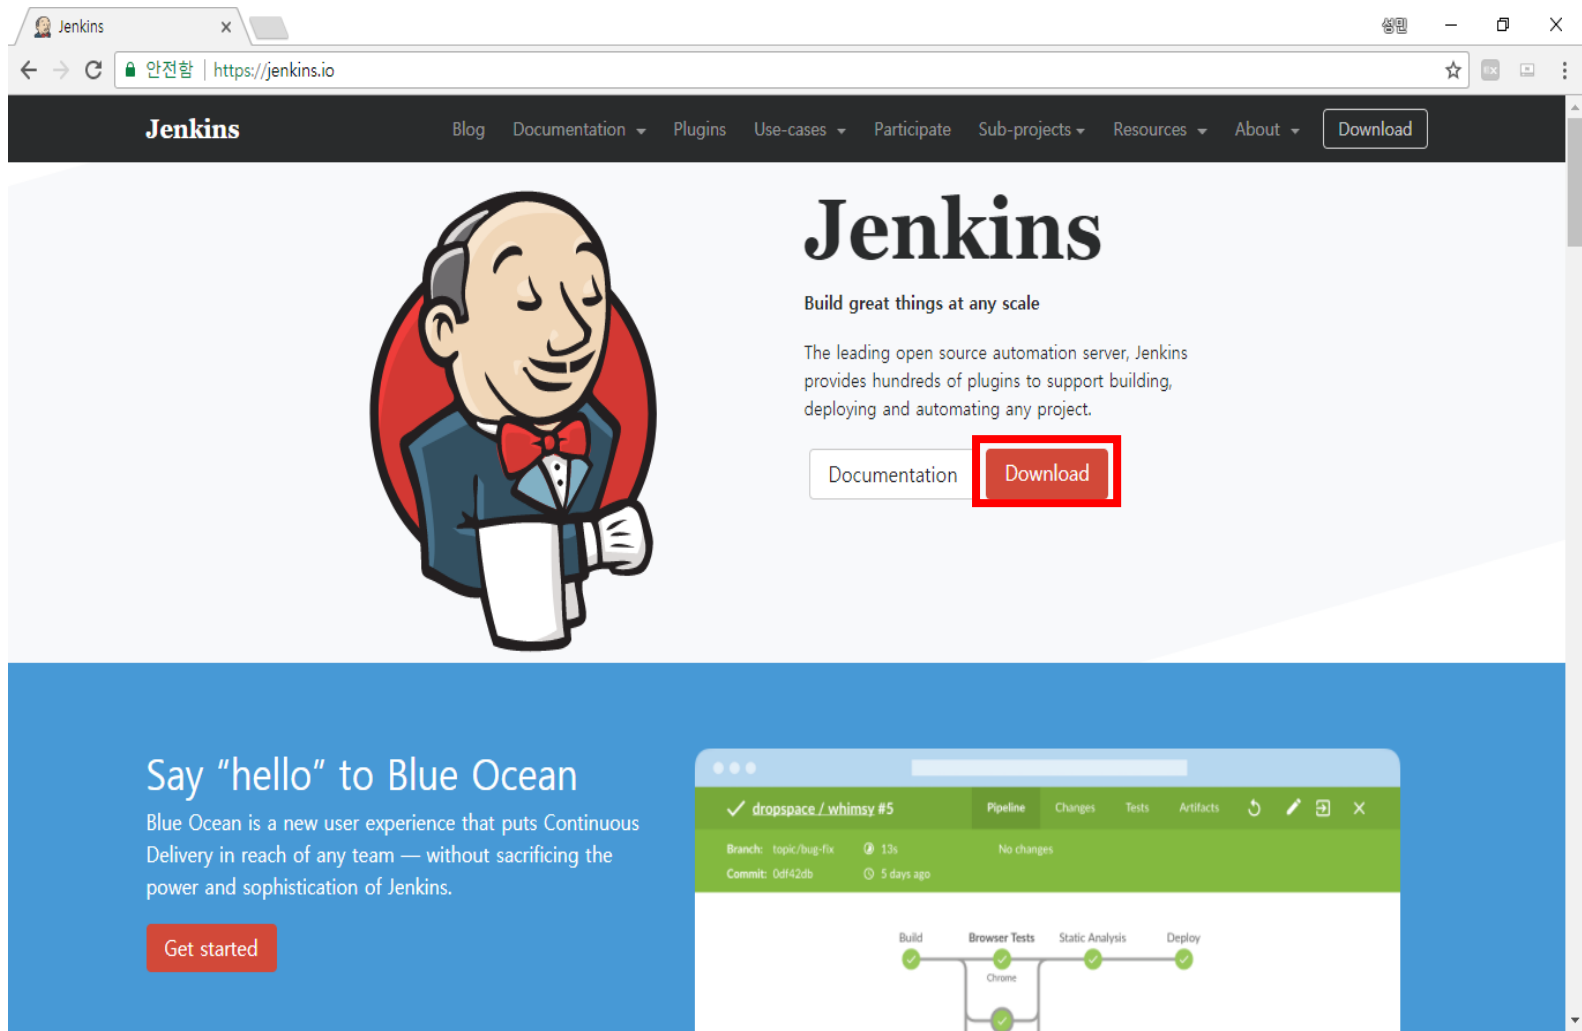 Jenkins
성민
안전함 | https://jenkins.io
Jenkins Blog Documentation Plugins Use-cases Participate Sub-projects Resources About Download
Jenkins
Build great things at any scale
The leading open source automation server, Jenkins
provides hundreds of plugins to support building,
deploying and automating any project.
Documentation Download
Say “hello” to Blue Ocean
Blue Ocean is a new user experience that puts Continuous
Delivery in reach of any team — without sacrificing the
power and sophistication of Jenkins.
Get started
dropspace / whimsy #5 Pipeline Changes Tests Artifacts
Branch: topic/bug-fix 13s No changes
Commit: 0df42db 5 days ago
Build Browser Tests Static Analysis Deploy
Chrome